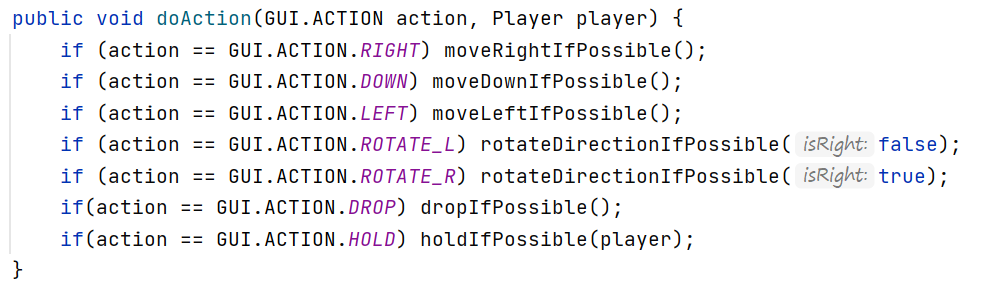 public void doAction(GUI.ACTION action, Player player) {
    if (action == GUI.ACTION.RIGHT) moveRightIfPossible();
    if (action == GUI.ACTION.DOWN) moveDownIfPossible();
    if (action == GUI.ACTION.LEFT) moveLeftIfPossible();
    if (action == GUI.ACTION.ROTATE_L) rotateDirectionIfPossible( isRight: false);
    if (action == GUI.ACTION.ROTATE_R) rotateDirectionIfPossible( isRight: true);
    if(action == GUI.ACTION.DROP) dropIfPossible();
    if(action == GUI.ACTION.HOLD) holdIfPossible(player);
}